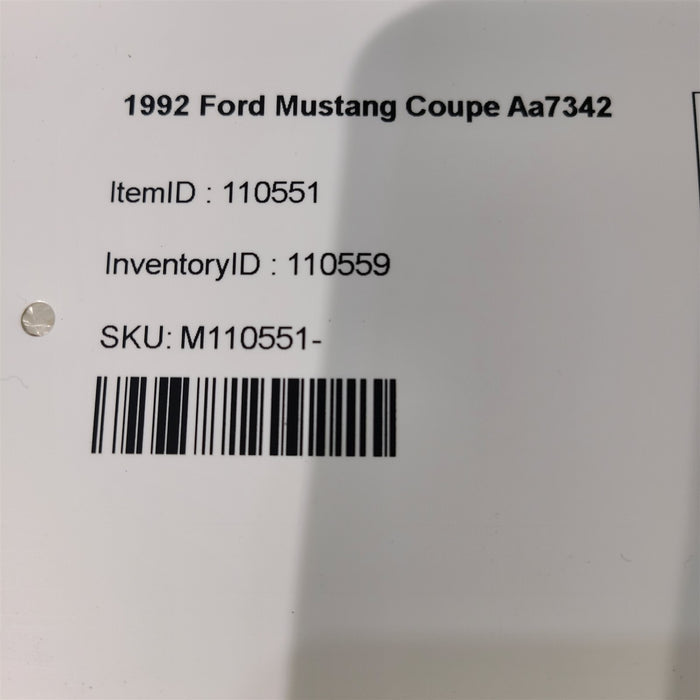 1992 Ford Mustang Coupe Aa7342
ItemID : 110551
InventoryID : 110559
SKU: M110551-